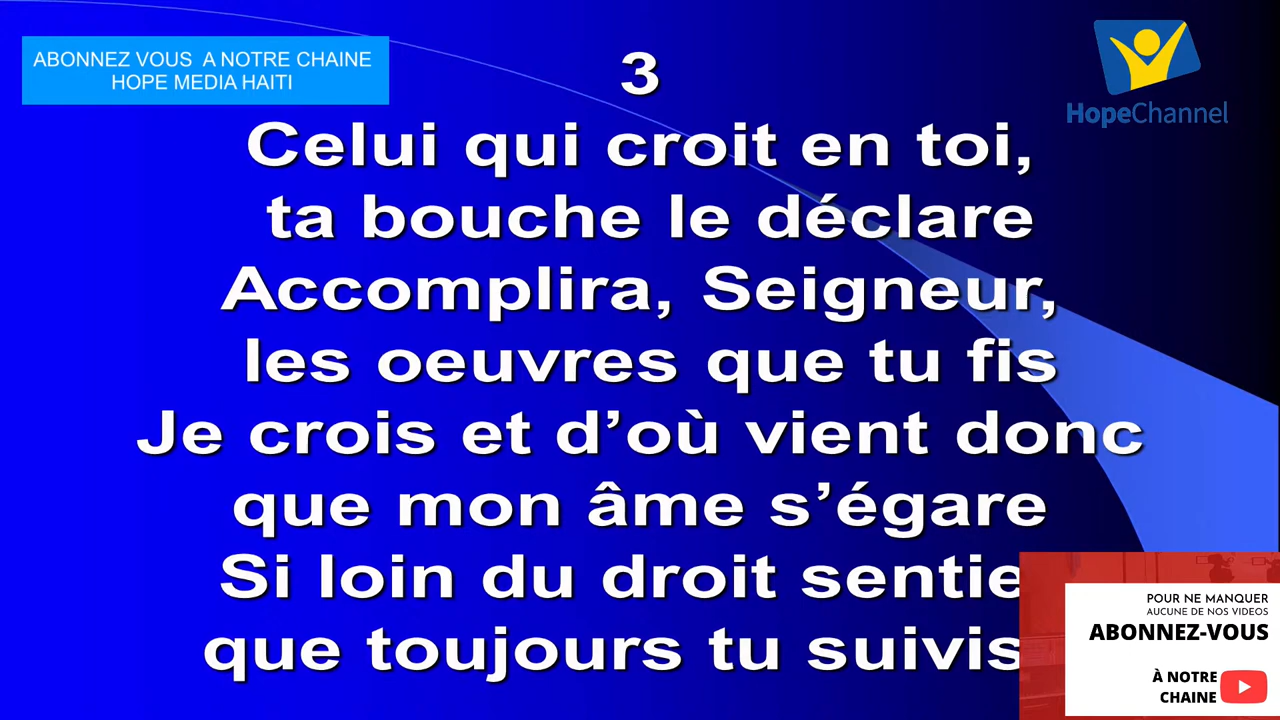 ABONNEZ VOUS A NOTRE CHAINE
HOPE MEDIA HAITI
HopeChannel
3
Celui qui croit en toi,
ta bouche le déclare
Accomplira, Seigneur,
les oeuvres que tu fis
Je crois et d’où vient donc
que mon âme s’égare
Si loin du droit sentie
que toujours tu suivis
POUR NE MANQUER
AUCUNE DE NOS VIDEOS
ABONNEZ-VOUS
À NOTRE
CHAINE